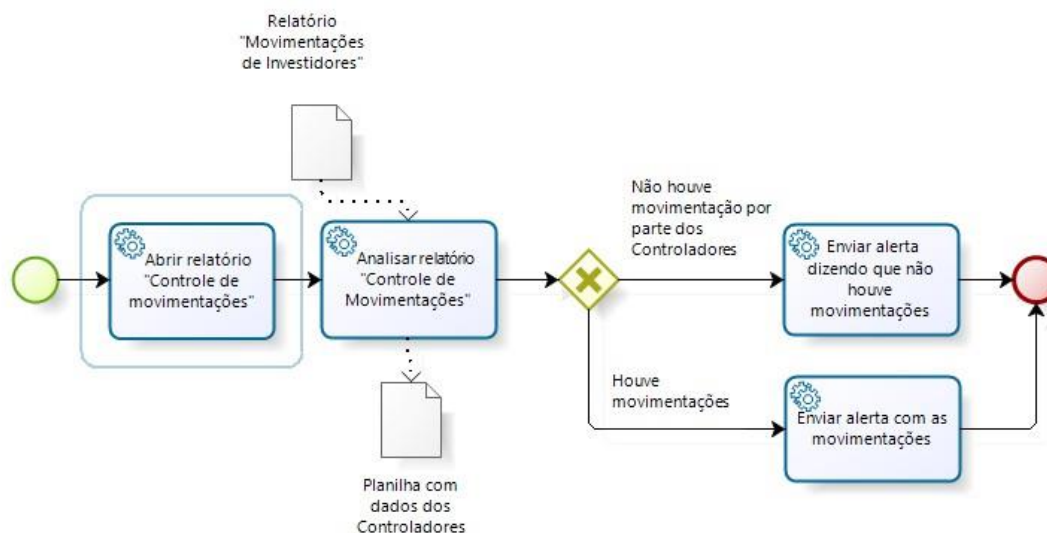 Relatório
"Movimentações
de Investidores"
Abrir relatório
"Controle de
movimentações"
Analisar relatório
"Controle de
Movimentações"
Não houve
movimentação por
parte dos
Controladores
Enviar alerta
dizendo que não
houve
movimentações
Houve
movimentações
Enviar alerta com as
movimentações
Planilha com
dados dos
Controladores